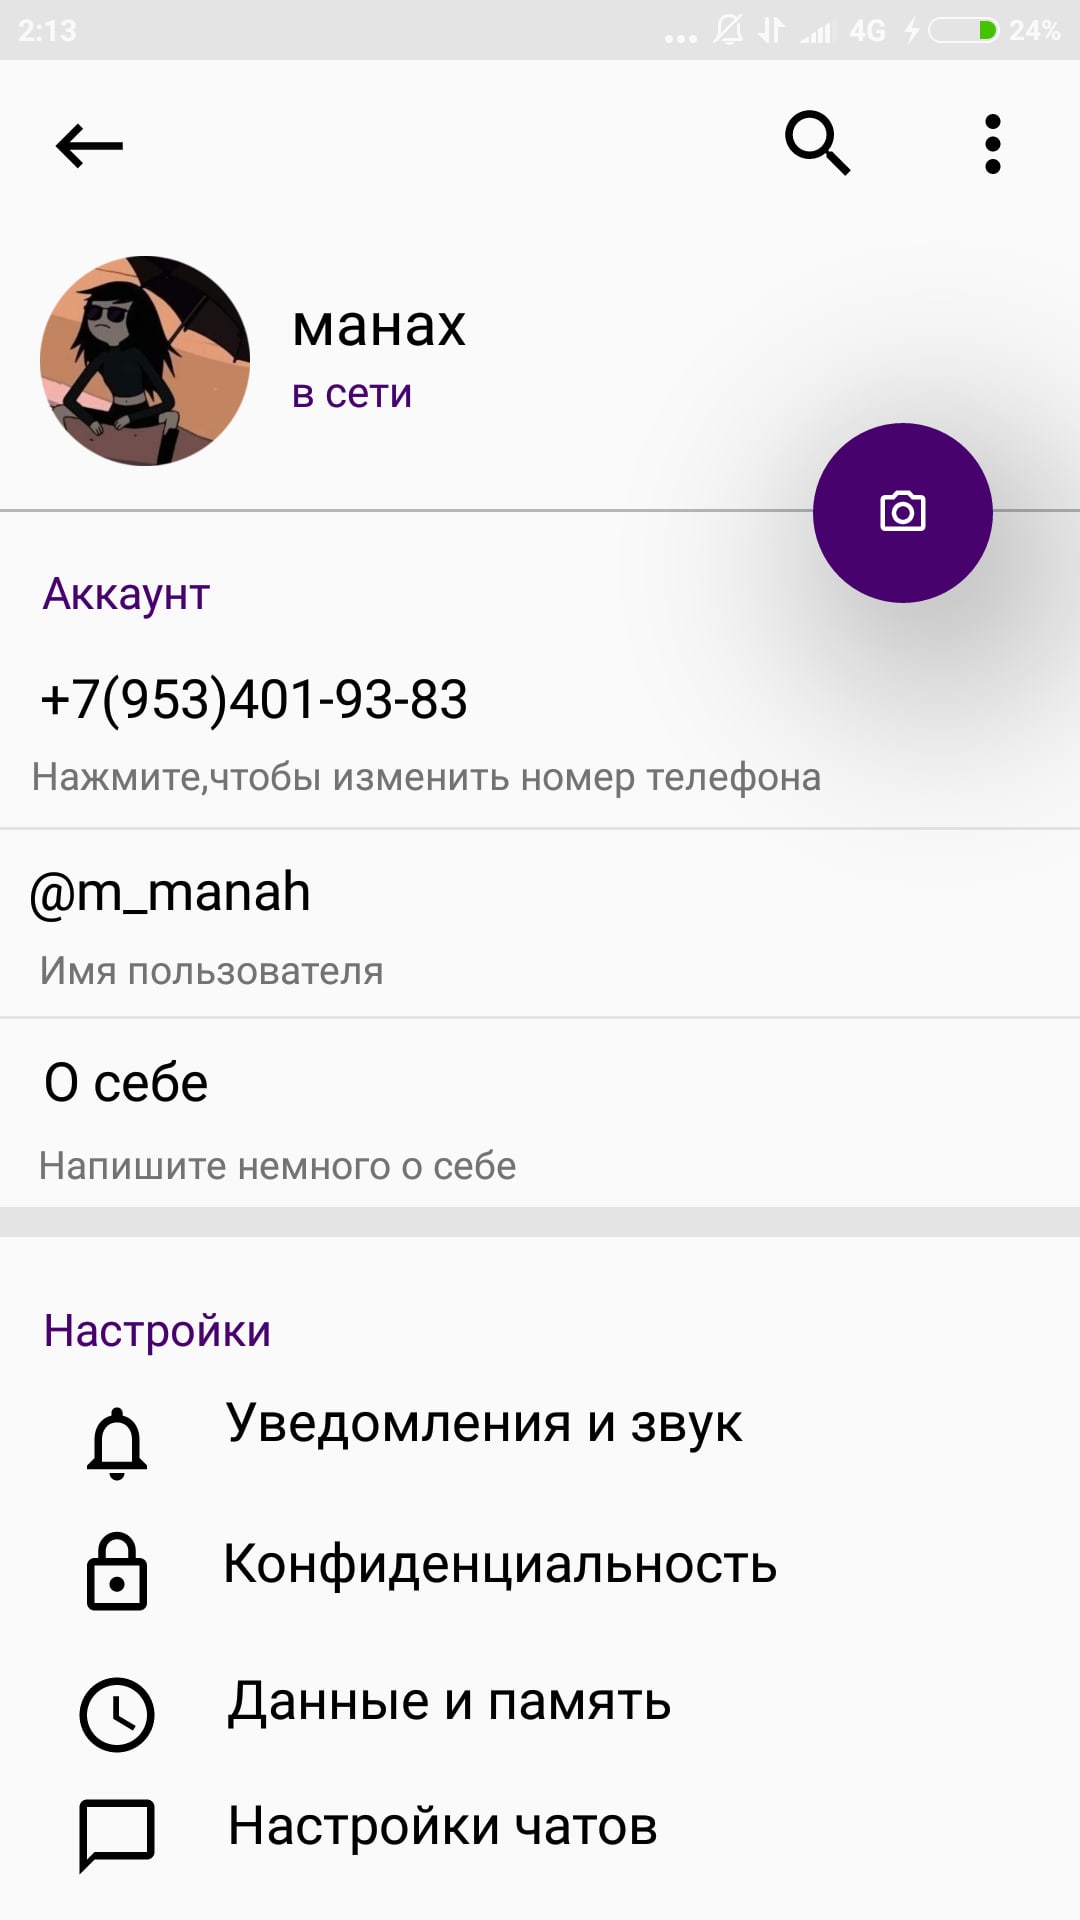 2:13
... 4G 24%
манах
в сети
Аккаунт
+7(953)401-93-83
Нажмите,чтобы изменить номер телефона
@m_manah
Имя пользователя
О себе
Напишите немного о себе
Настройки
Уведомления и звук
Конфиденциальность
Данные и память
Настройки чатов